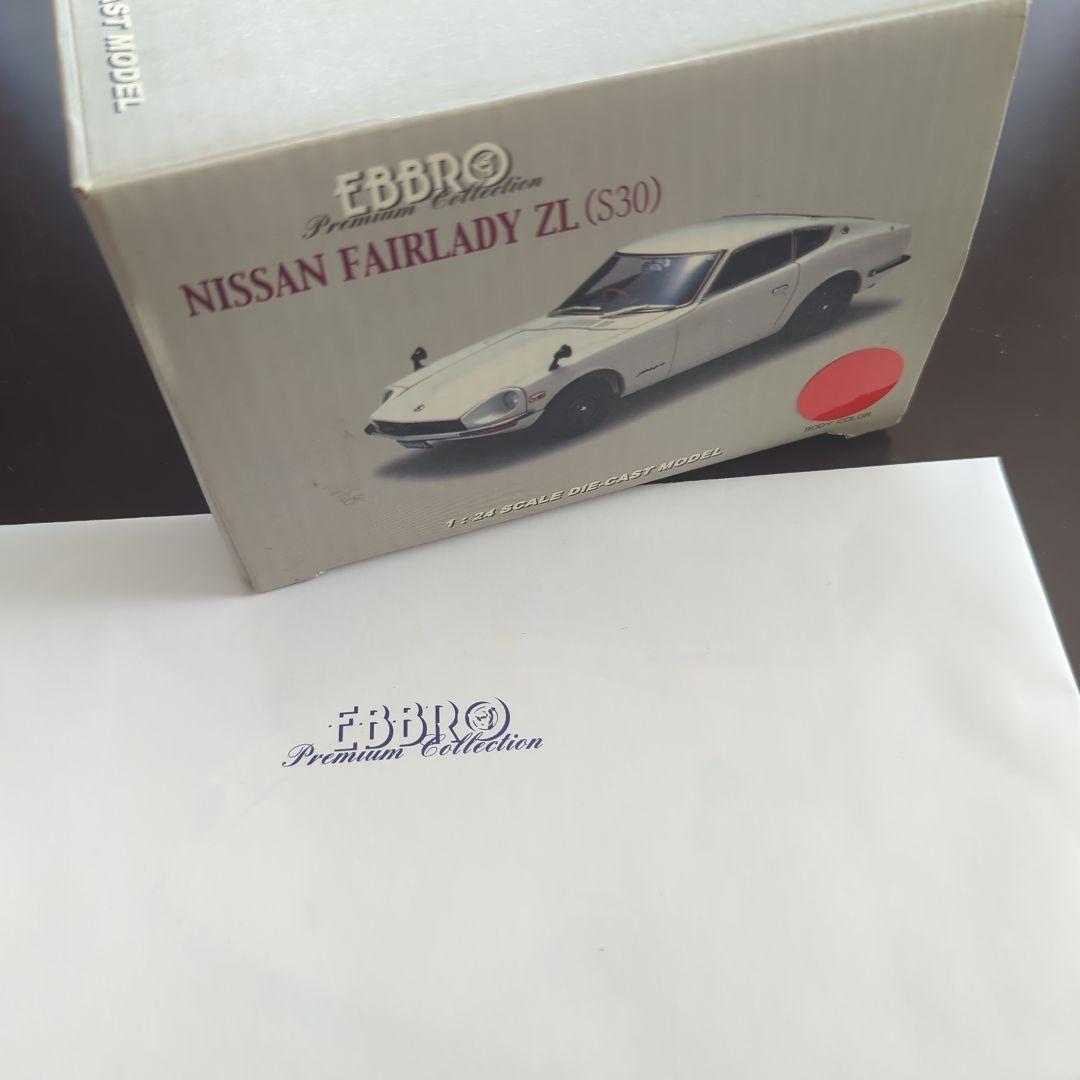 AST MODEL
EBBRO
Premium Collection
NISSAN FAIRLADY ZL (S30)
BODY COLOR
1 : 24 SCALE DIE-CAST MODEL
EBBRO
Premium Collection